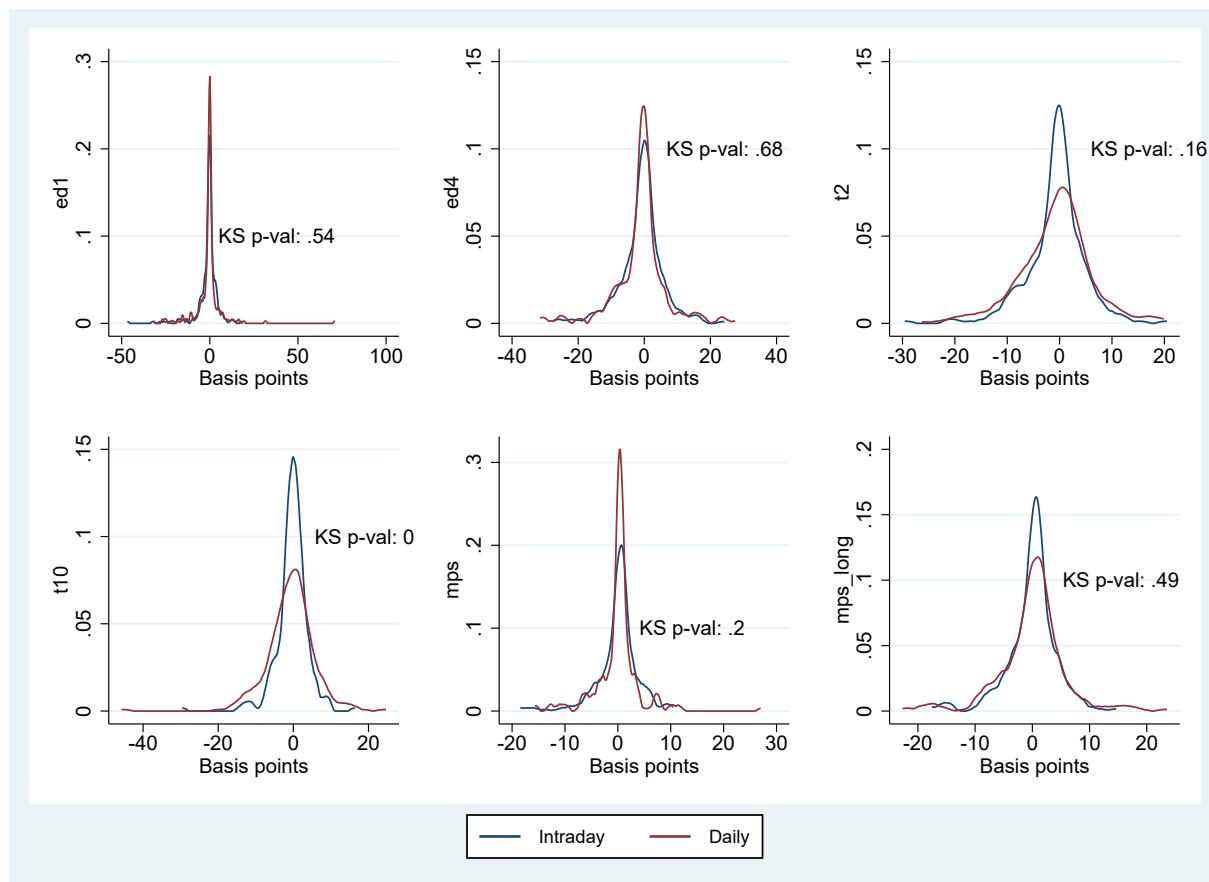 ed1
.3
.2
.1
0
KS p-val: .54
-50 0 50 100
Basis points
ed4
.15
.1
.05
0
KS p-val: .68
-40 -20 0 20 40
Basis points
t2
.15
.1
.05
0
KS p-val: .16
-30 -20 -10 0 10 20
Basis points
t10
.15
.1
.05
0
KS p-val: 0
-40 -20 0 20
Basis points
mps
.3
.2
.1
0
KS p-val: .2
-20 -10 0 10 20 30
Basis points
mps_long
.2
.15
.1
.05
0
KS p-val: .49
-20 -10 0 10 20
Basis points
Intraday Daily